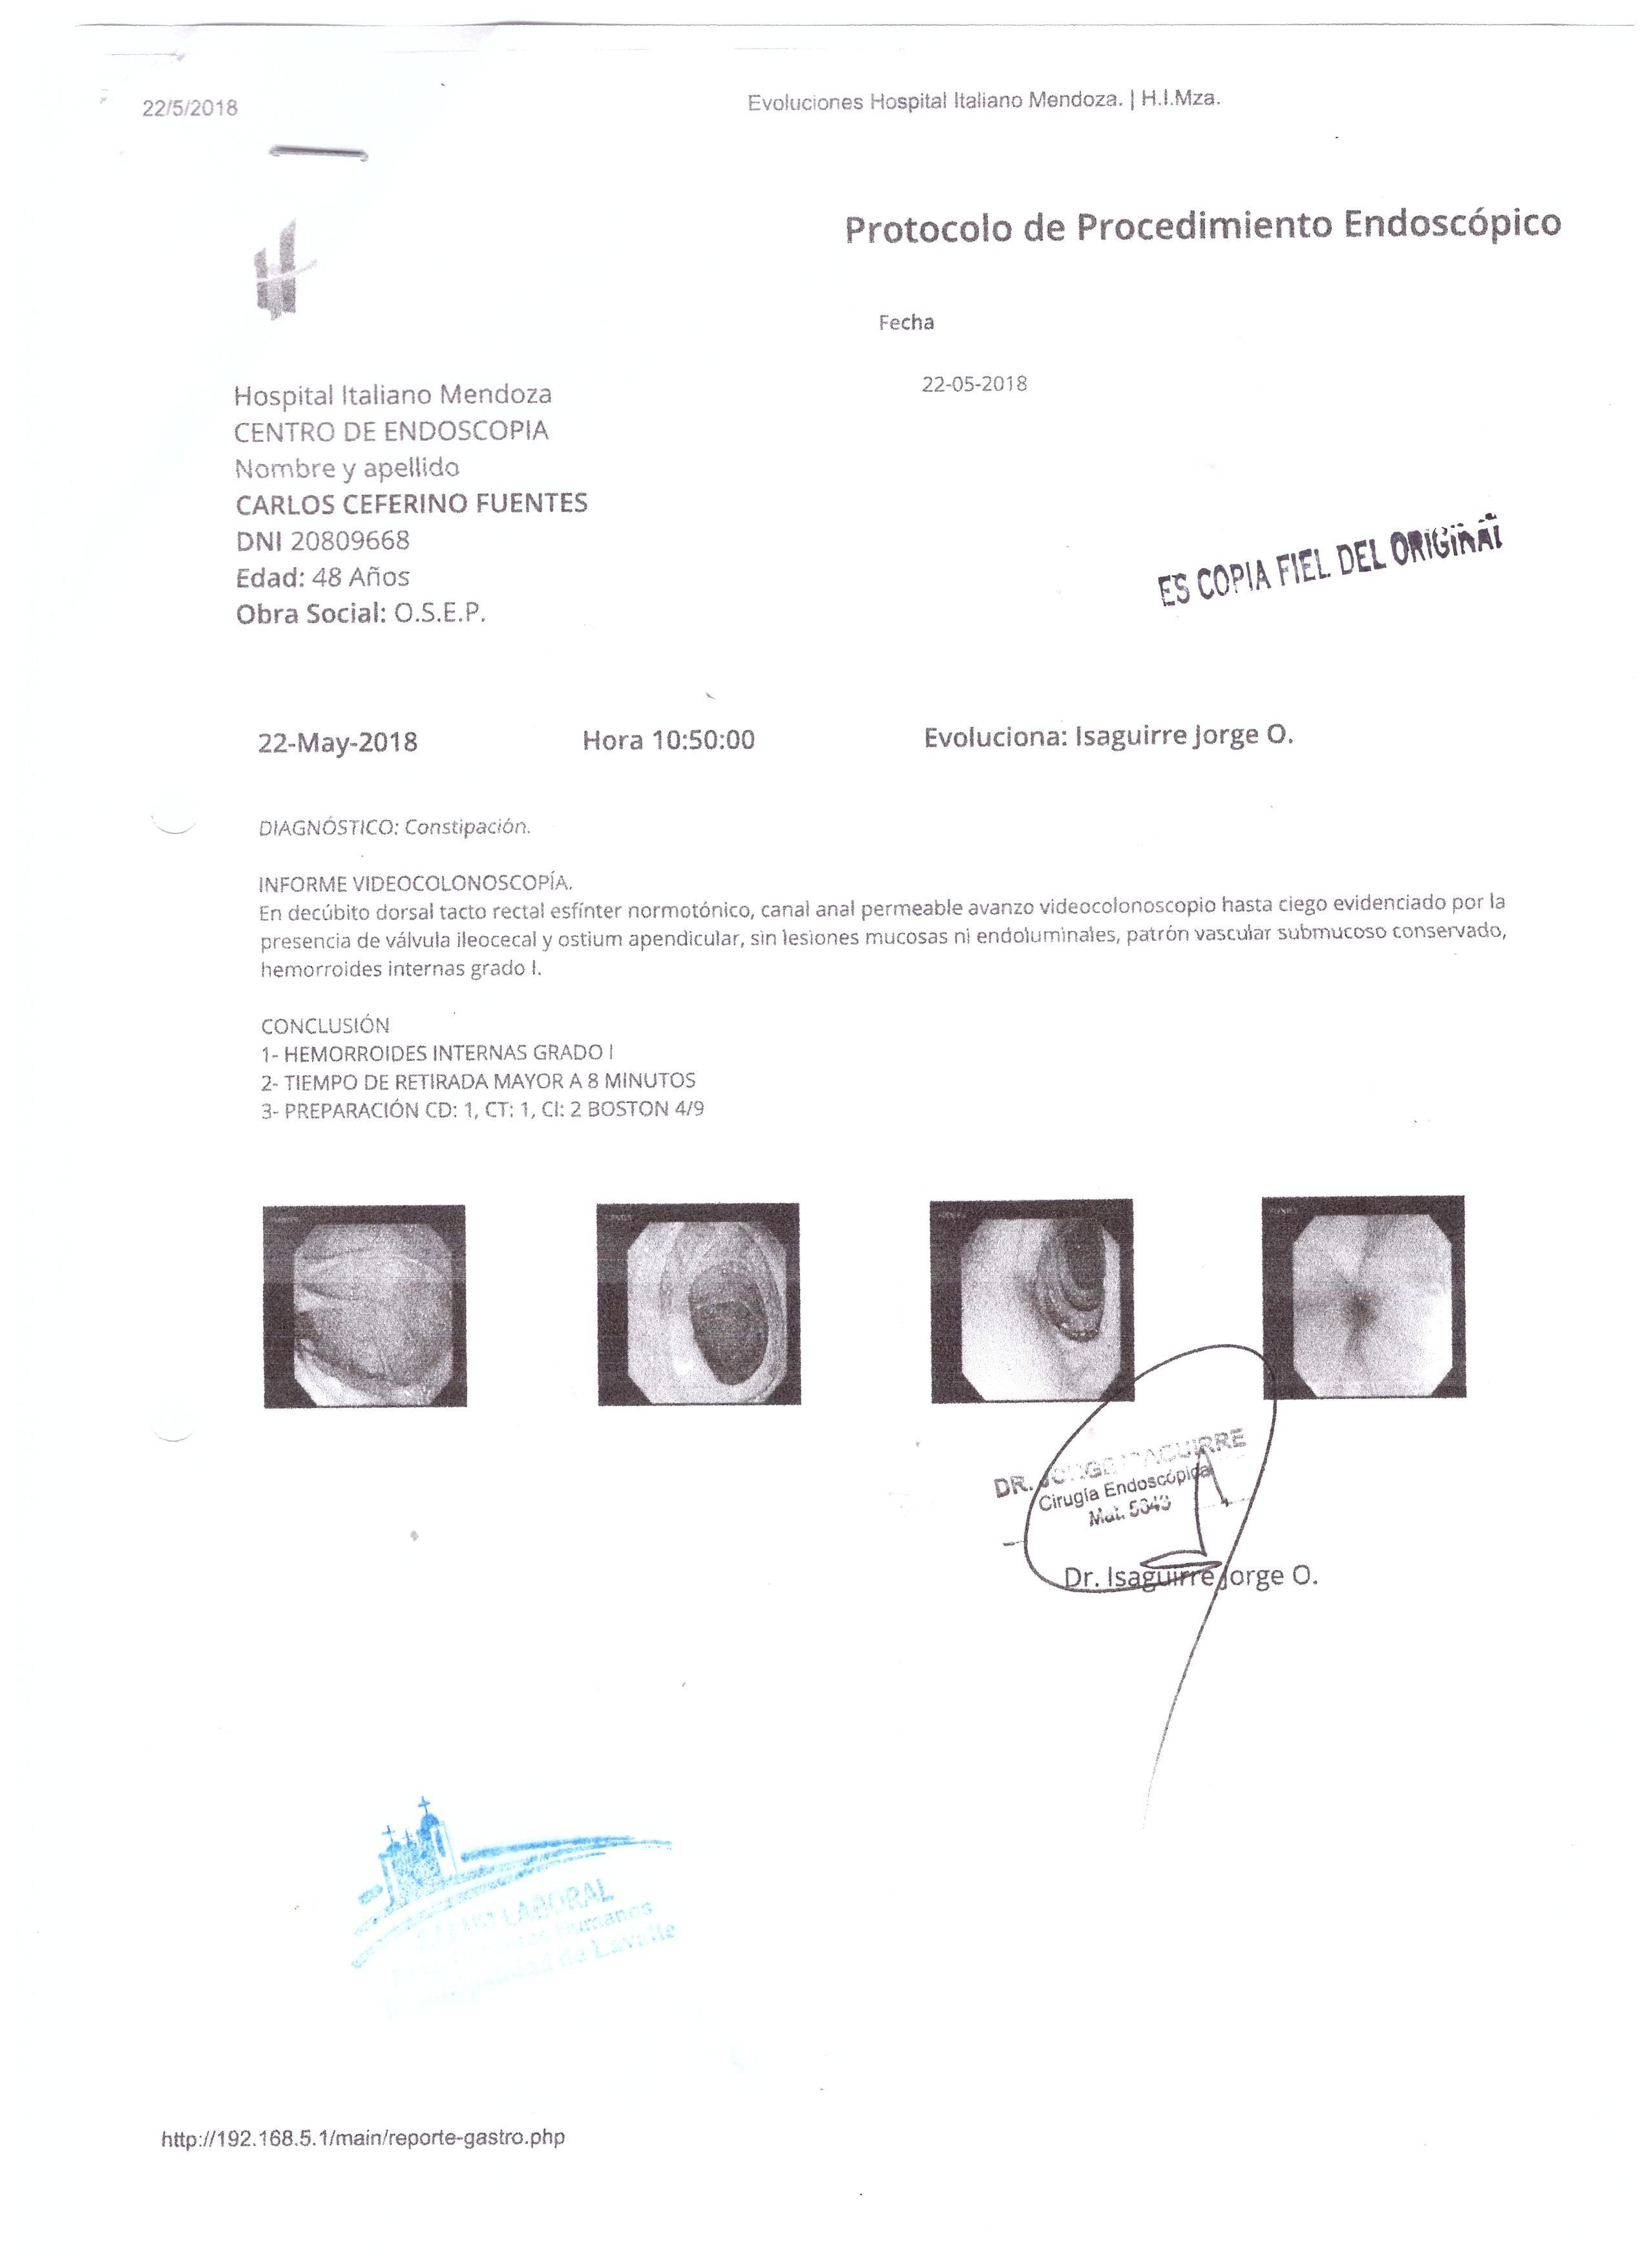 22/5/2018
Evoluciones Hospital Italiano Mendoza. | H.I.Mza.
Protocolo de Procedimiento Endoscópico
Fecha
22-05-2018
Hospital Italiano Mendoza
CENTRO DE ENDOSCOPIA
Nombre y apellido
CARLOS CEFERINO FUENTES
DNI 20809668
Edad: 48 Años
Obra Social: O.S.E.P.
ES COPIA FIEL DEL ORIGINAL
22-May-2018 Hora 10:50:00 Evoluciona: Isaguirre Jorge O.
DIAGNÓSTICO: Constipación.
INFORME VIDEOCOLONOSCOPÍA.
En decúbito dorsal tacto rectal esfínter normotónico, canal anal permeable avanzo videocolonoscopio hasta ciego evidenciado por la
presencia de válvula ileocecal y ostium apendicular, sin lesiones mucosas ni endoluminales, patrón vascular submucoso conservado,
hemorroides internas grado I.
CONCLUSIÓN
1- HEMORROIDES INTERNAS GRADO I
2- TIEMPO DE RETIRADA MAYOR A 8 MINUTOS
3- PREPARACIÓN CD: 1, CT: 1, CI: 2 BOSTON 4/9
DR. JORGE
Cirugía Endoscópica
Mat.
Dr. Isaguirre Jorge O.
LABORAL
Humanos
de Lavalle
http://192.168.5.1/main/reporte-gastro.php